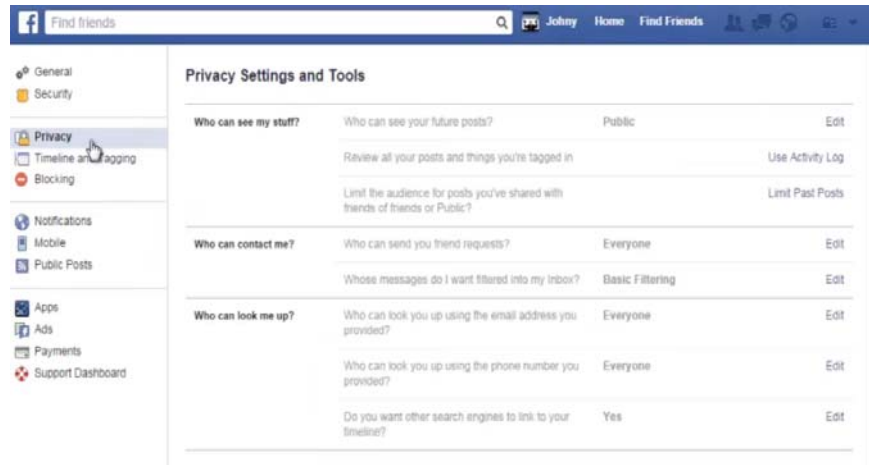 f Find friends Johny Home Find Friends
General
Security
Privacy
Timeline and Tagging
Blocking
Notifications
Mobile
Public Posts
Apps
Ads
Payments
Support Dashboard
Privacy Settings and Tools
Who can see my stuff? Who can see your future posts? Public Edit
Review all your posts and things you're tagged in Use Activity Log
Limit the audience for posts you've shared with Limit Past Posts
friends of friends or Public?
Who can contact me? Who can send you friend requests? Everyone Edit
Whose messages do I want filtered into my Inbox? Basic Filtering Edit
Who can look me up? Who can look you up using the email address you Everyone Edit
provided?
Who can look you up using the phone number you Everyone Edit
provided?
Do you want other search engines to link to your Yes Edit
timeline?